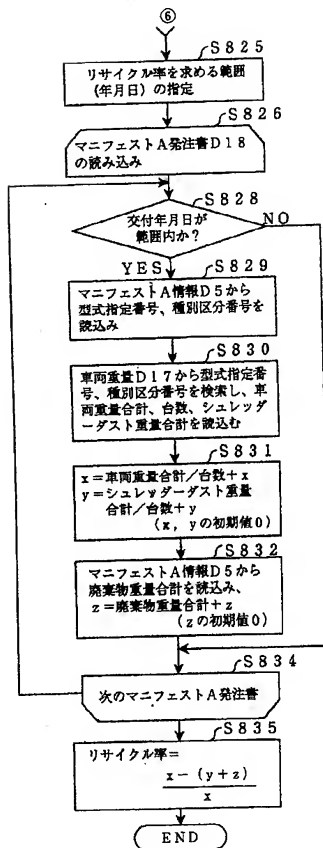 ⑥
S825
リサイクル率を求める範囲
(年月日)の指定
S826
マニフェストA発注書D18
の読み込み
S828
交付年月日が
範囲内か?
NO
YES
S829
マニフェストA情報D5から
型式指定番号、種別区分番号を
読込み
S830
車両重量D17から型式指定番
号、種別区分番号を検索し、車
両重量合計、台数、シュレッダ
ーダスト重量合計を読込む
S831
x=車両重量合計/台数+x
y=シュレッダーダスト重量
合計/台数+y
(x,yの初期値0)
S832
マニフェストA情報D5から
廃棄物重量合計を読込み、
z=廃棄物重量合計+z
(zの初期値0)
S834
次のマニフェストA発注書
S835
リサイクル率=
x-(y+z)
x
END